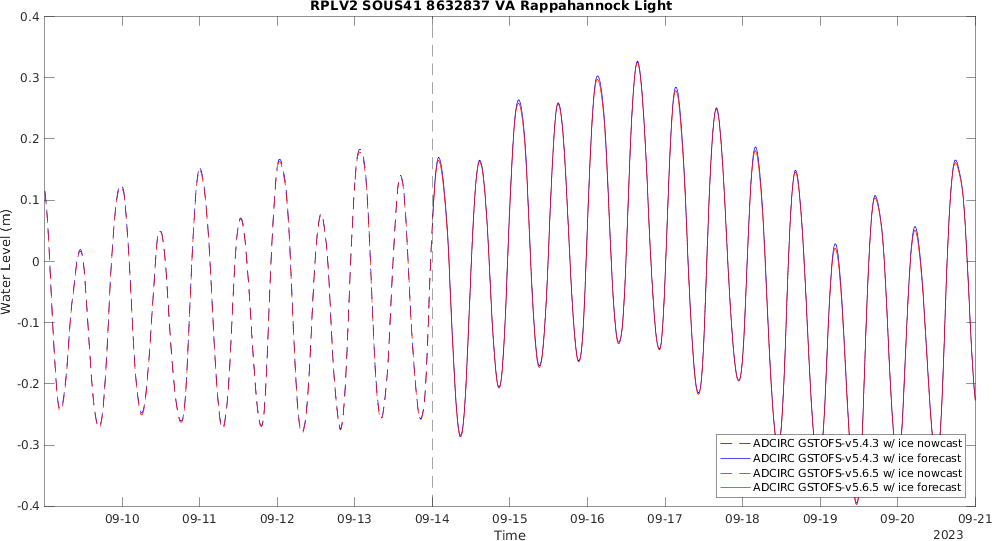 RPLV2 SOUS41 8632837 VA Rappahannock Light
0.4
0.3
0.2
0.1
0
-0.1
-0.2
-0.3
-0.4
Water Level (m)
ADCIRC GSTOFS-v5.4.3 w/ ice nowcast
ADCIRC GSTOFS-v5.4.3 w/ ice forecast
ADCIRC GSTOFS-v5.6.5 w/ ice nowcast
ADCIRC GSTOFS-v5.6.5 w/ ice forecast
09-10 09-11 09-12 09-13 09-14 09-15 09-16 09-17 09-18 09-19 09-20 09-21
Time
2023